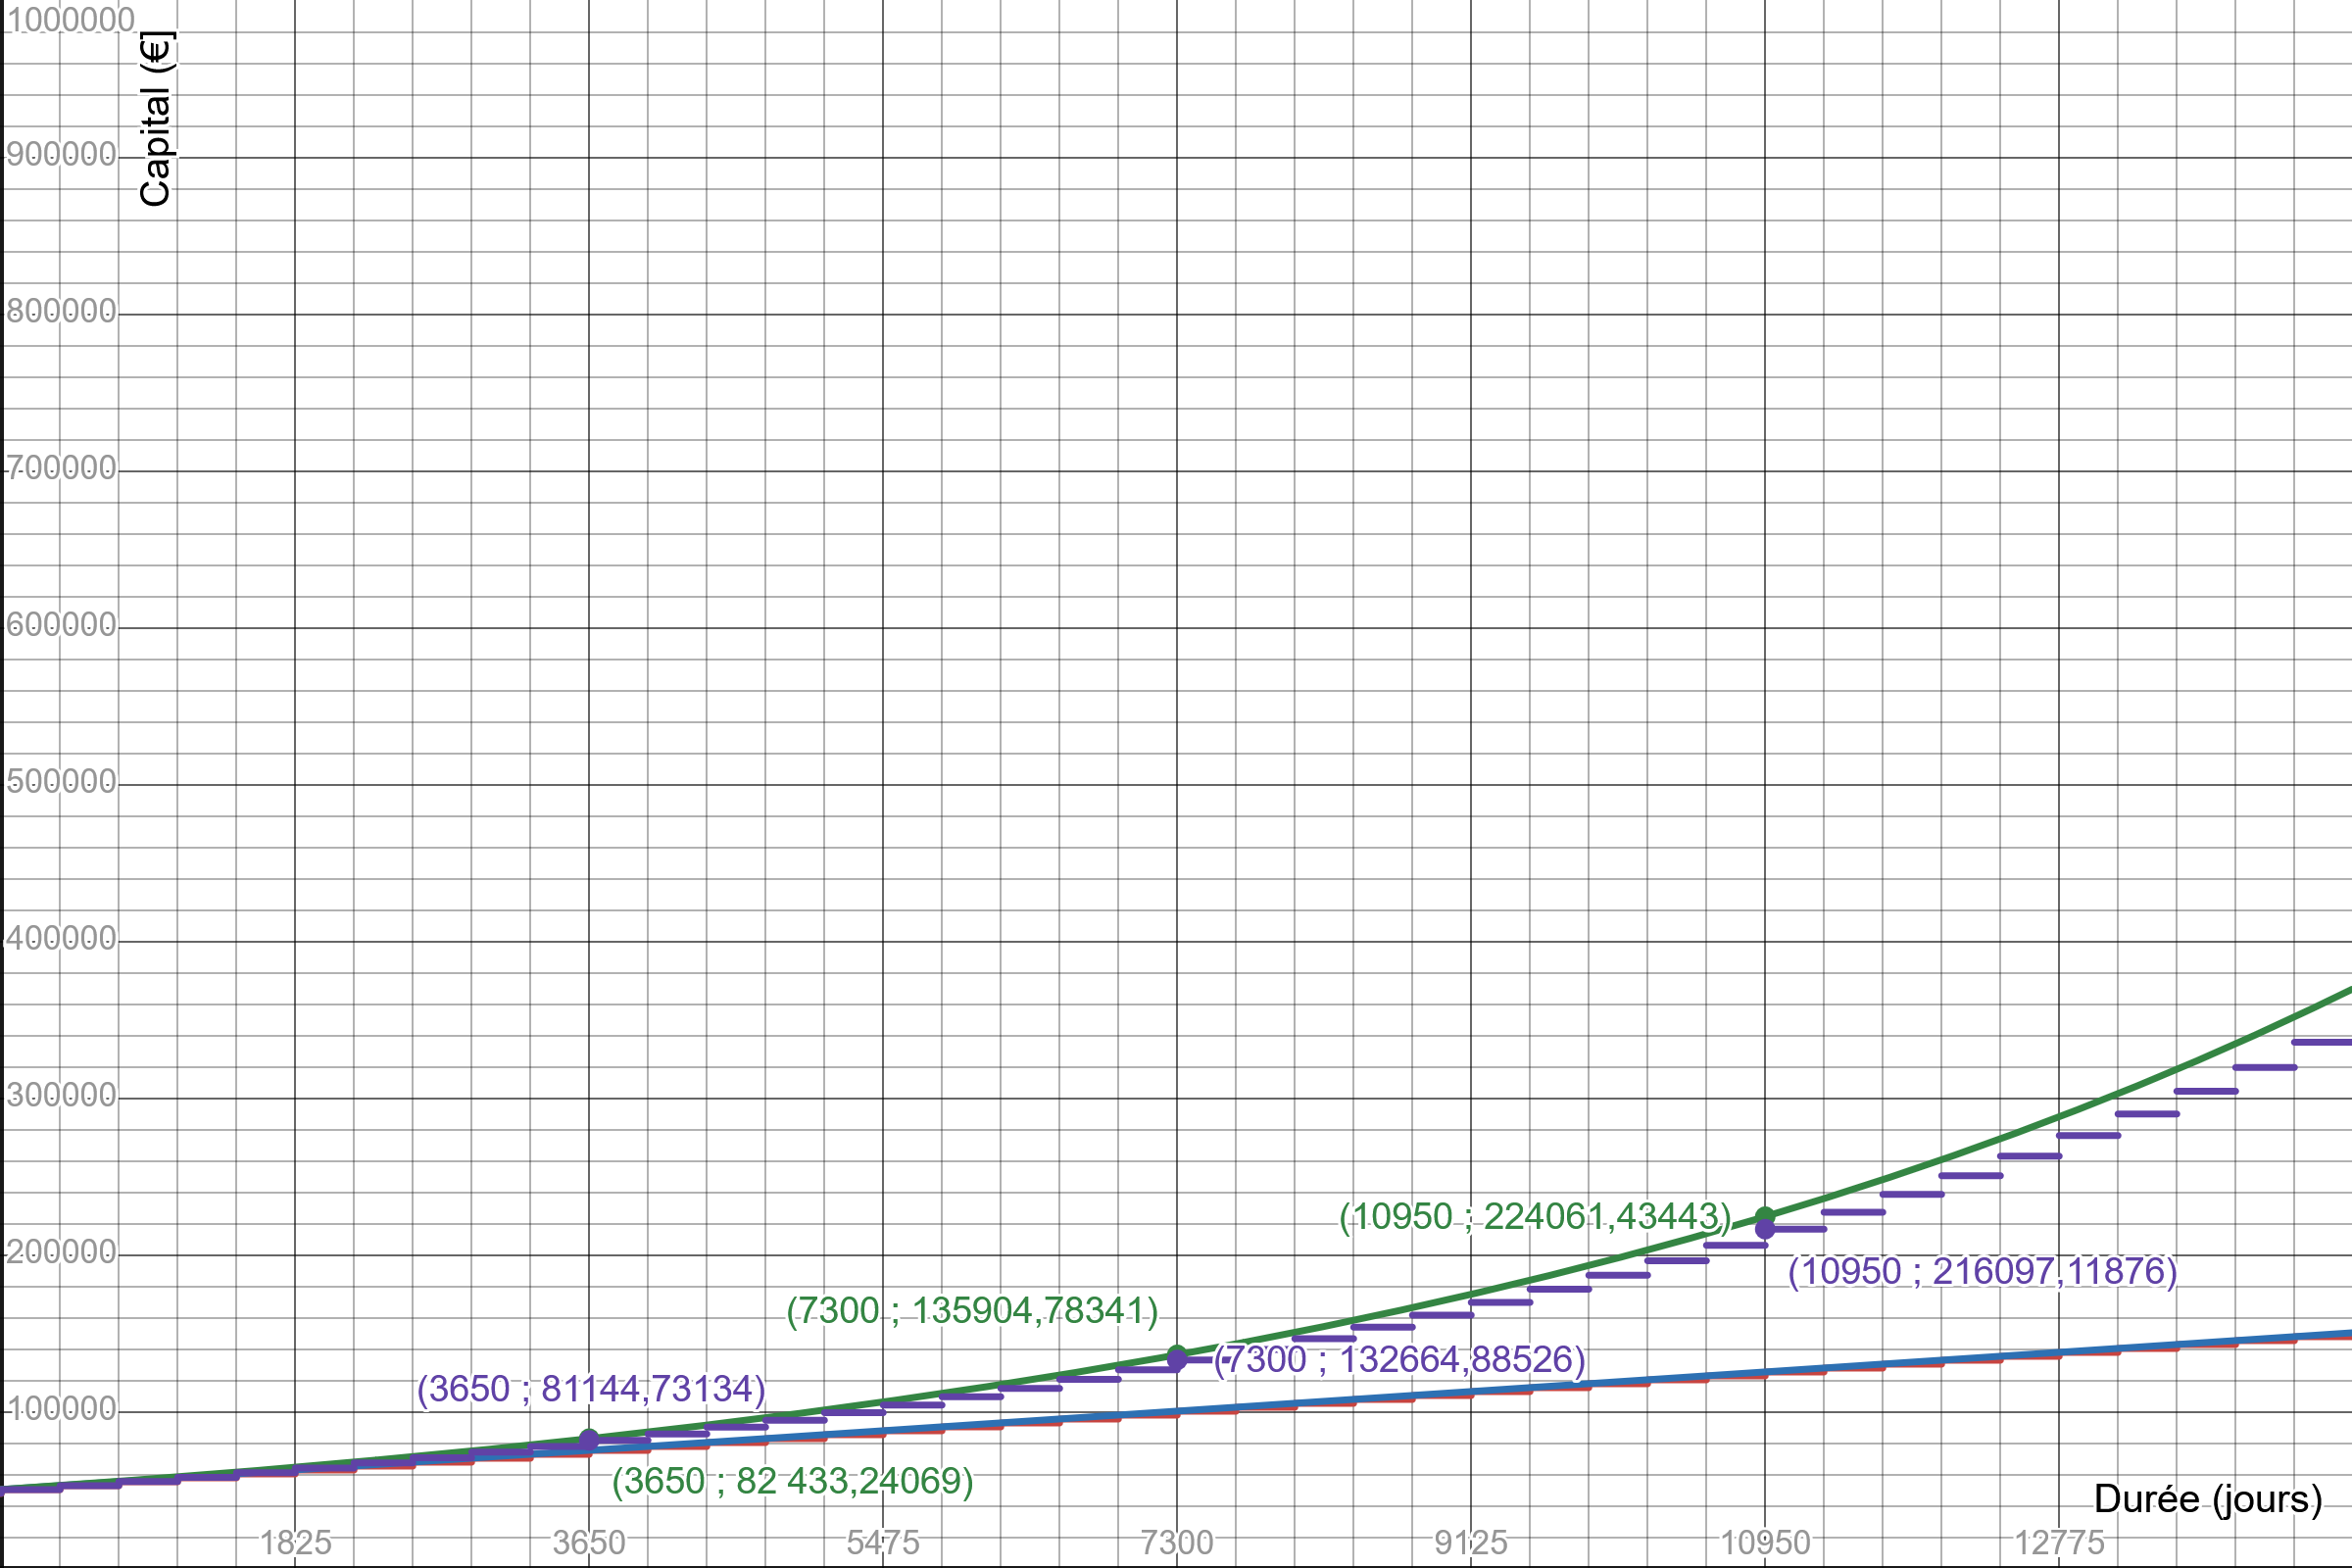 1000000
Capital (€)
900000
800000
700000
600000
500000
400000
300000
(10950 ; 224061,43443)
200000
(10950 ; 216097,11876)
(7300 ; 135904,78341)
(7300 ; 132664,88526)
(3650 ; 81144,73134)
100000
(3650 ; 82 433,24069)
Durée (jours)
1825 3650 5475 7300 9125 10950 12775